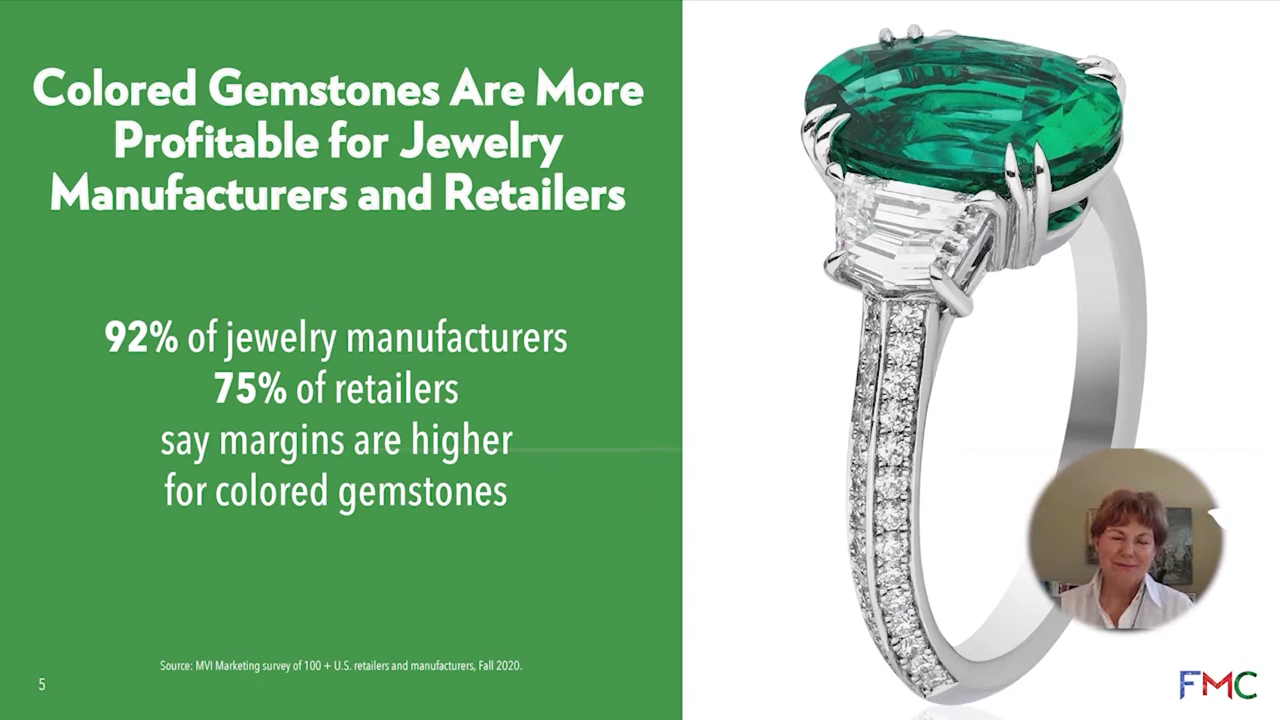 Colored Gemstones Are More
Profitable for Jewelry
Manufacturers and Retailers
92% of jewelry manufacturers
75% of retailers
say margins are higher
for colored gemstones
Source: MVI Marketing survey of 100 + U.S. retailers and manufacturers, Fall 2020.
5
FMC